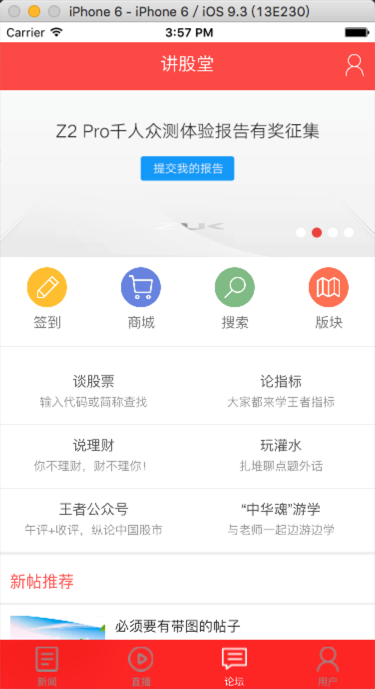 iPhone 6 - iPhone 6 / iOS 9.3 (13E230)
Carrier 3:57 PM
讲股堂
Z2 Pro千人众测体验报告有奖征集
提交我的报告
ZUK
签到 商城 搜索 版块
谈股票 论指标
输入代码或简称查找 大家都来学王者指标
说理财 玩灌水
你不理财，财不理你！ 扎堆聊点题外话
王者公众号 “中华魂”游学
午评+收评，纵论中国股市 与老师一起边游边学
新帖推荐
必须要有带图的帖子
新闻 直播 论坛 用户